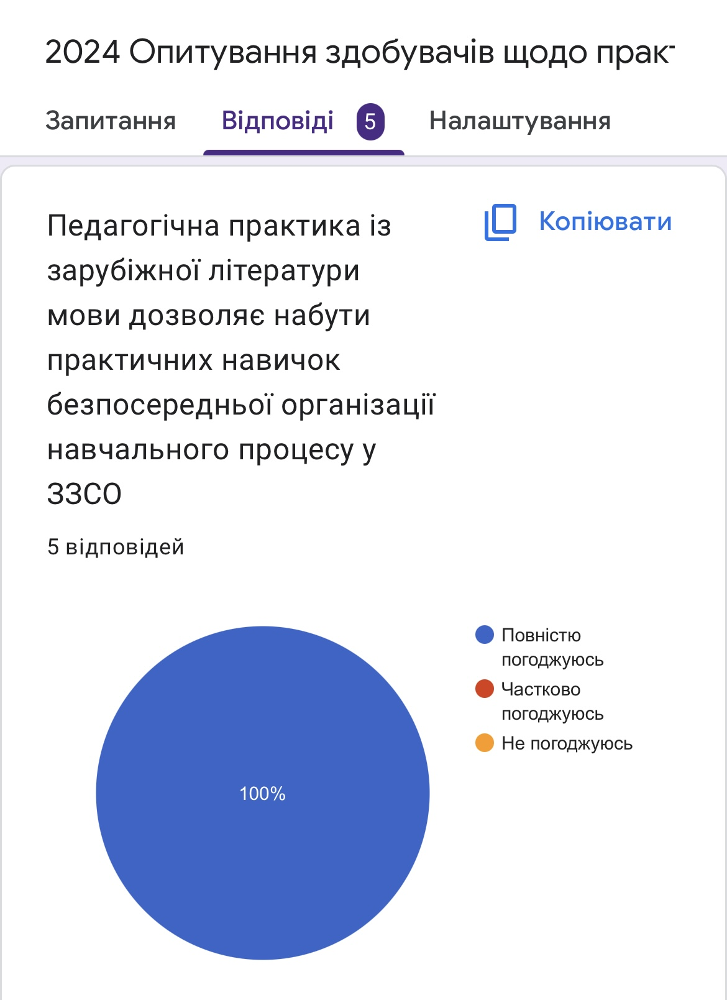 2024 Опитування здобувачів щодо прак
Запитання Відповіді 5 Налаштування
Педагогічна практика із
зарубіжної літератури
мови дозволяє набути
практичних навичок
безпосередньої організації
навчального процесу у
ЗЗСО
Копіювати
5 відповідей
Повністю
погоджуюсь
Частково
погоджуюсь
Не погоджуюсь
100%